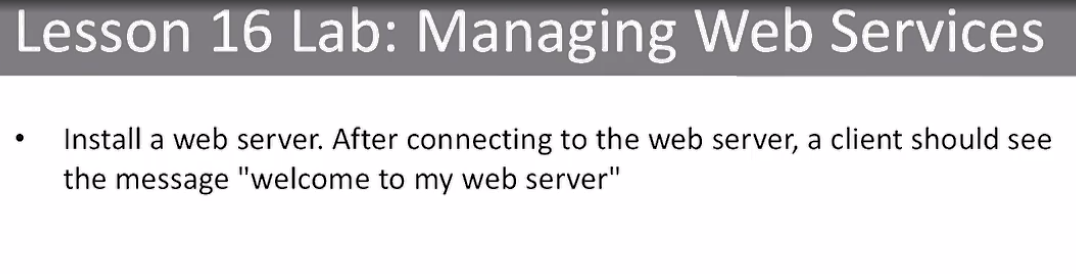 Lesson 16 Lab: Managing Web Services
• Install a web server. After connecting to the web server, a client should see
the message "welcome to my web server"